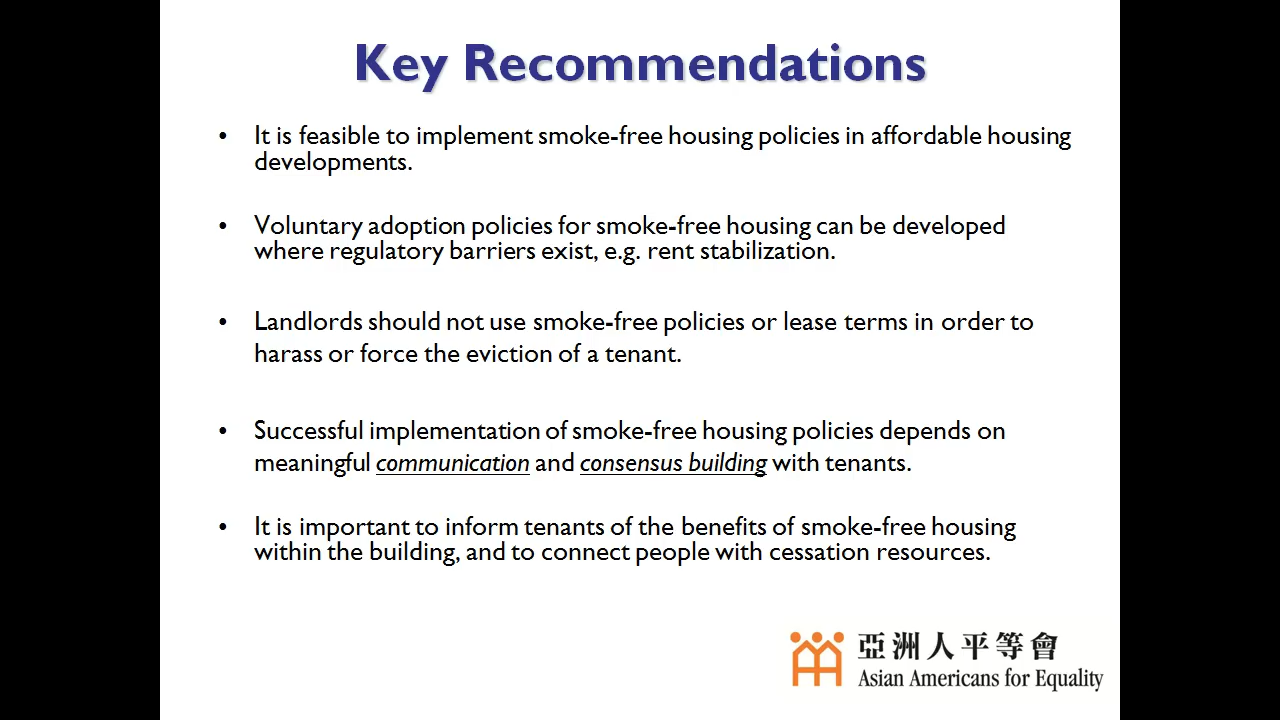 Key Recommendations
• It is feasible to implement smoke-free housing policies in affordable housing
developments.
• Voluntary adoption policies for smoke-free housing can be developed
where regulatory barriers exist, e.g. rent stabilization.
• Landlords should not use smoke-free policies or lease terms in order to
harass or force the eviction of a tenant.
• Successful implementation of smoke-free housing policies depends on
meaningful communication and consensus building with tenants.
• It is important to inform tenants of the benefits of smoke-free housing
within the building, and to connect people with cessation resources.
亞洲人平等會
Asian Americans for Equality